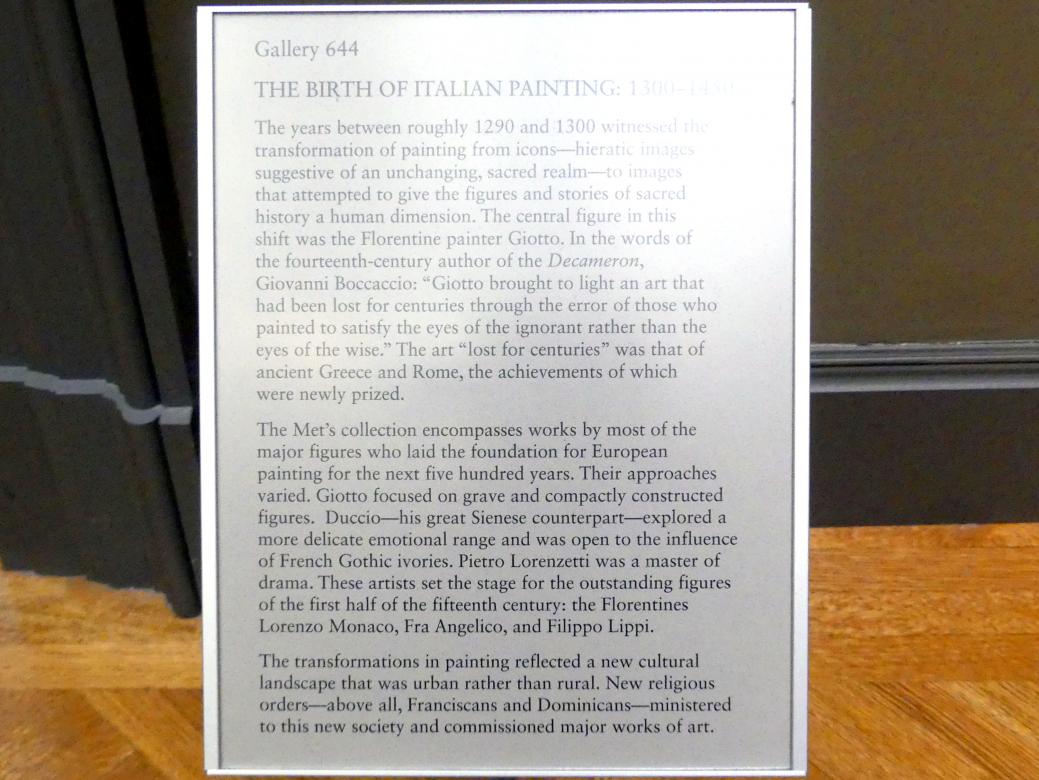 Gallery 644
THE BIRTH OF ITALIAN PAINTING: 1300–1450
The years between roughly 1290 and 1300 witnessed the
transformation of painting from icons—hieratic images
suggestive of an unchanging, sacred realm—to images
that attempted to give the figures and stories of sacred
history a human dimension. The central figure in this
shift was the Florentine painter Giotto. In the words of
the fourteenth-century author of the Decameron,
Giovanni Boccaccio: “Giotto brought to light an art that
had been lost for centuries through the error of those who
painted to satisfy the eyes of the ignorant rather than the
eyes of the wise.” The art “lost for centuries” was that of
ancient Greece and Rome, the achievements of which
were newly prized.
The Met’s collection encompasses works by most of the
major figures who laid the foundation for European
painting for the next five hundred years. Their approaches
varied. Giotto focused on grave and compactly constructed
figures.  Duccio—his great Sienese counterpart—explored a
more delicate emotional range and was open to the influence
of French Gothic ivories. Pietro Lorenzetti was a master of
drama. These artists set the stage for the outstanding figures
of the first half of the fifteenth century: the Florentines
Lorenzo Monaco, Fra Angelico, and Filippo Lippi.
The transformations in painting reflected a new cultural
landscape that was urban rather than rural. New religious
orders—above all, Franciscans and Dominicans—ministered
to this new society and commissioned major works of art.